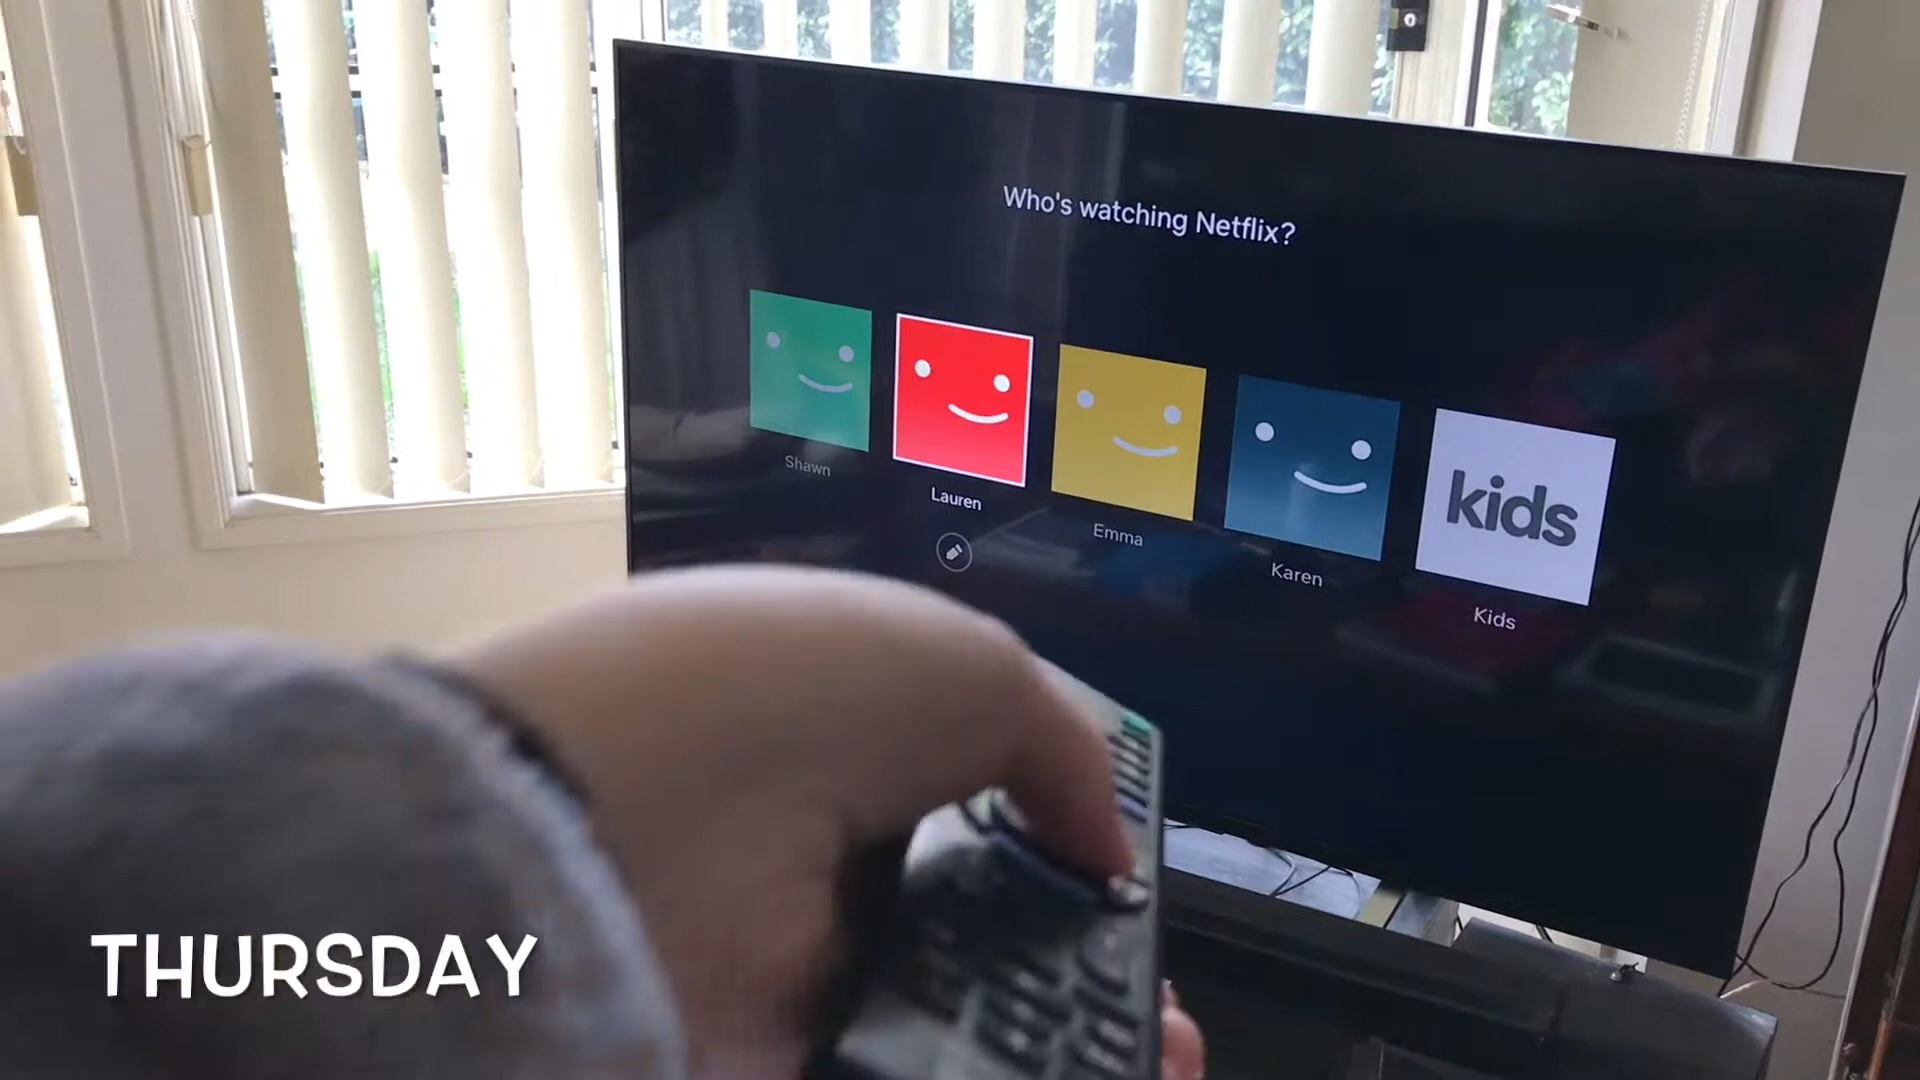 Who's watching Netflix?
Shawn
Lauren
Emma
Karen
kids
Kids
THURSDAY